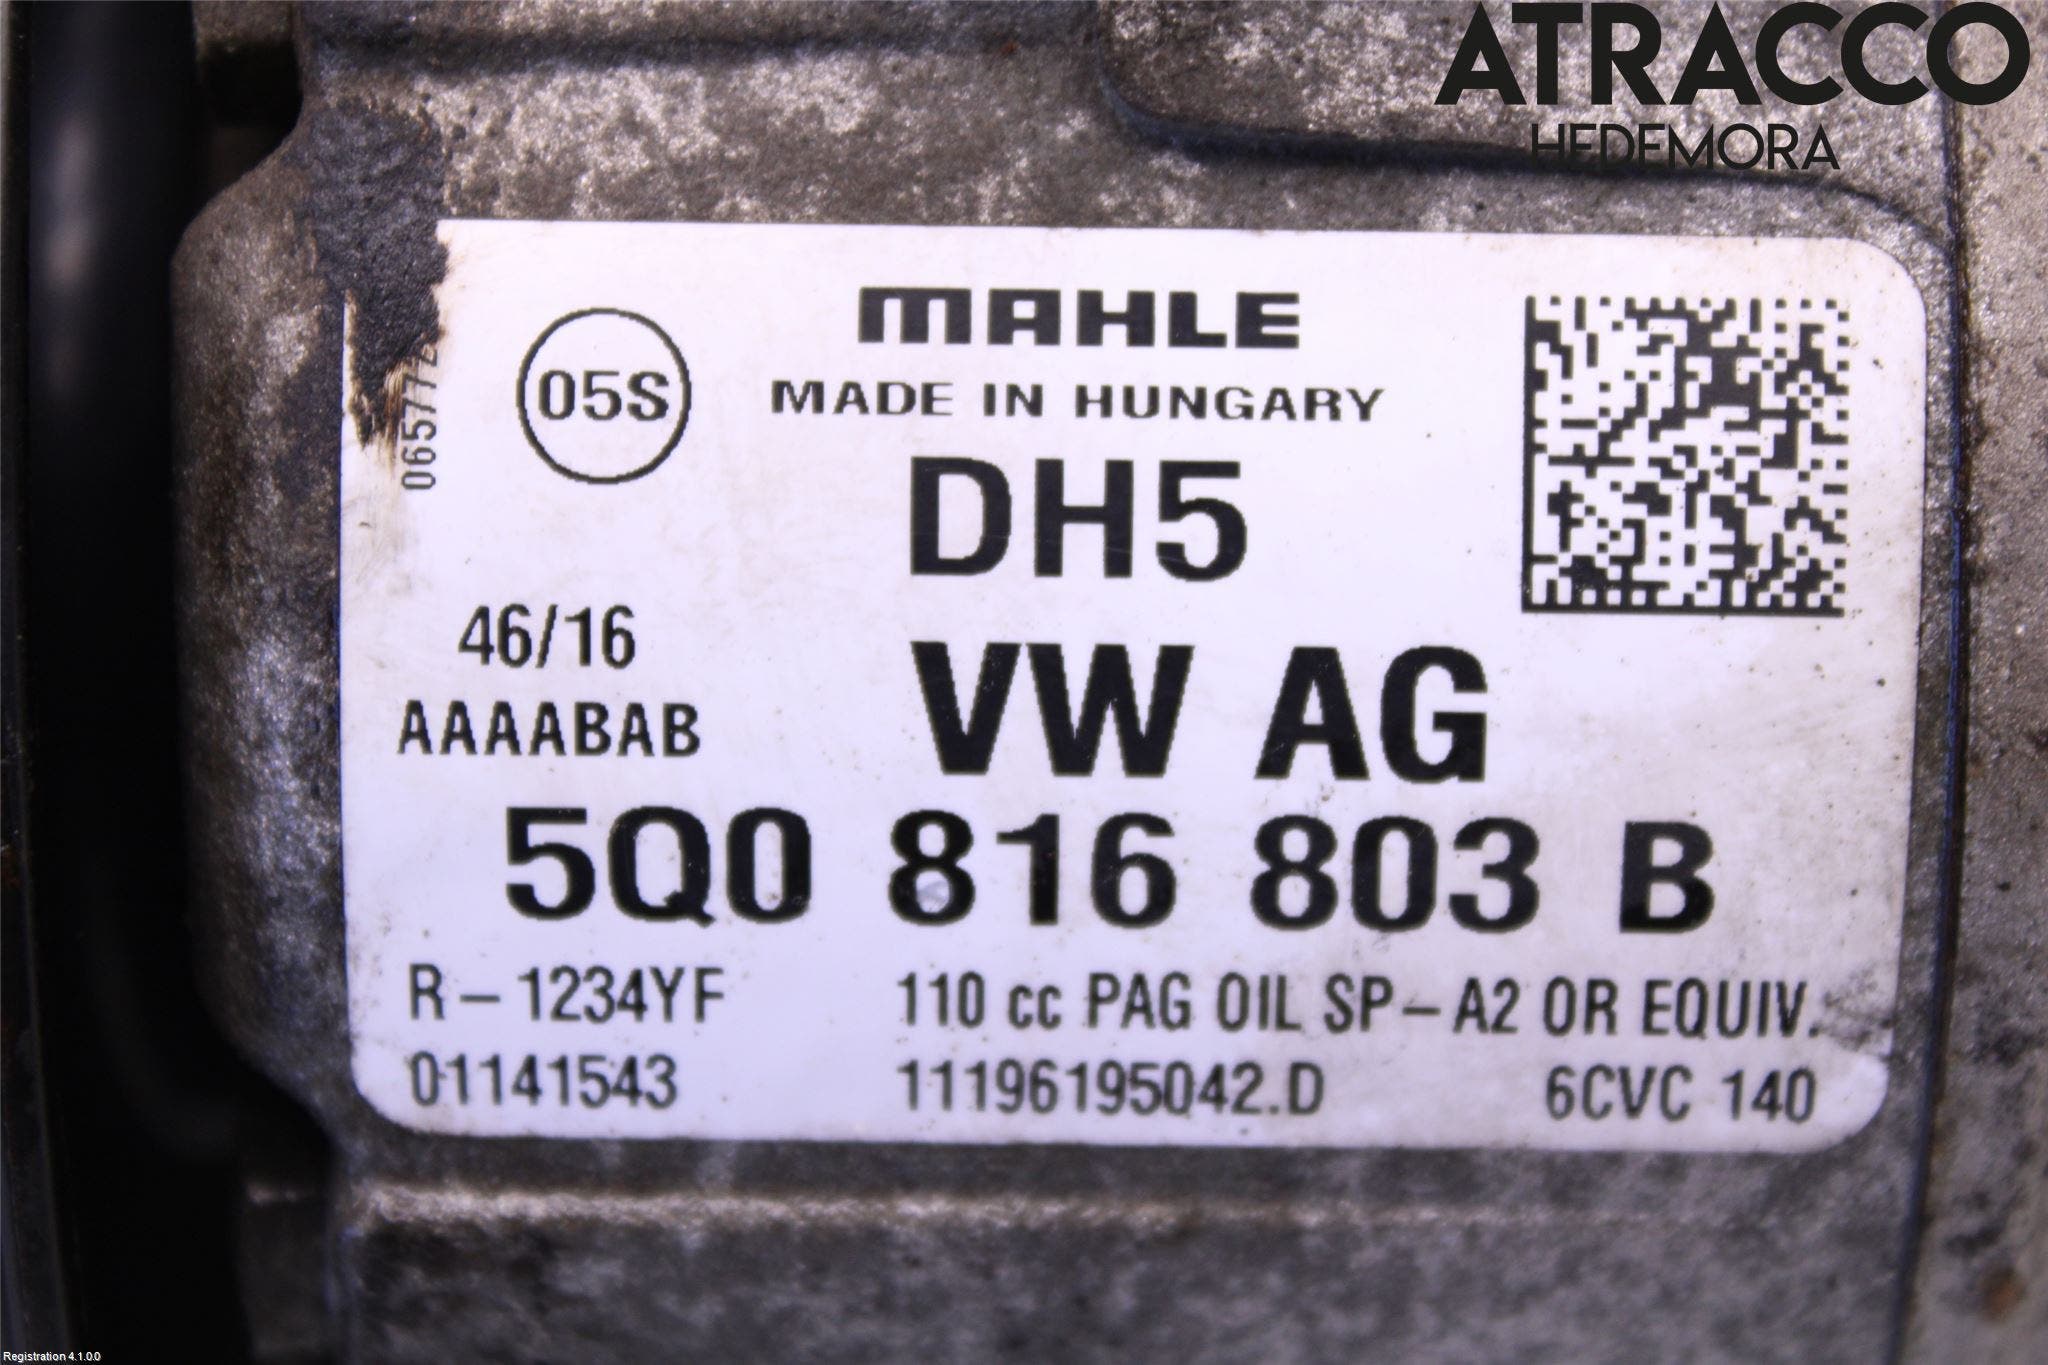 ATRACCO
HEDEMORA
MAHLE
05S
MADE IN HUNGARY
DH5
46/16
AAAABAB
VW AG
5Q0 816 803 B
R-1234YF
110 cc PAG OIL SP-A2 OR EQUIV.
01141543
11196195042.D
6CVC 140
Registration 4.1.0.0